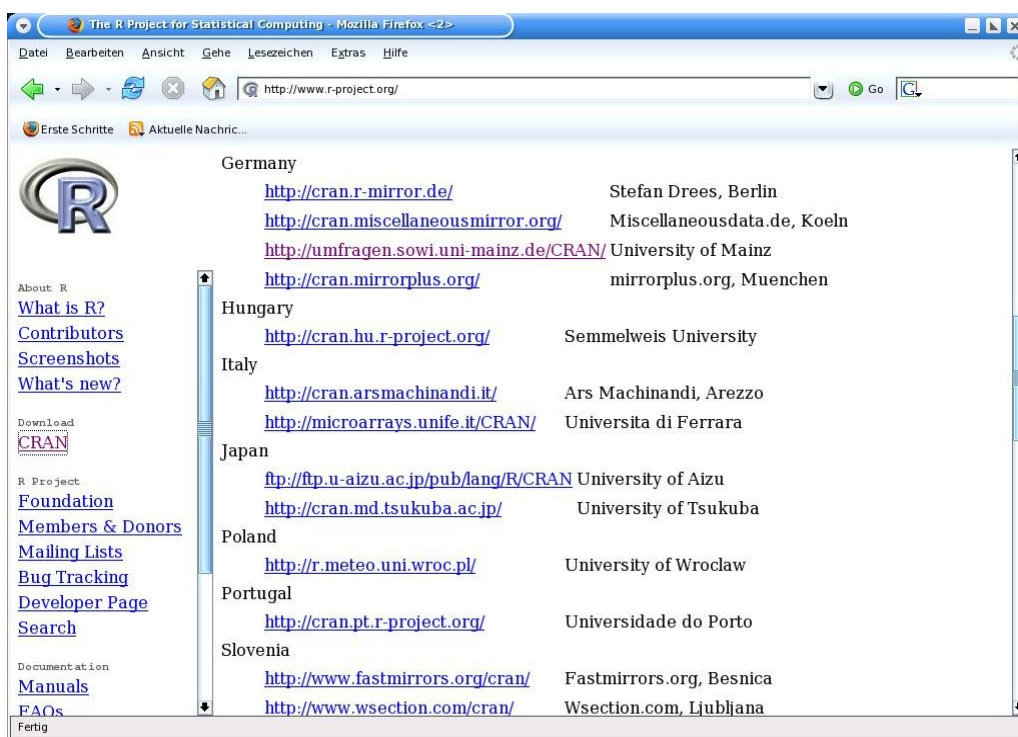 The R Project for Statistical Computing - Mozilla Firefox <2>
Datei Bearbeiten Ansicht Gehe Lesezeichen Extras Hilfe
http://www.r-project.org/ Go G
Erste Schritte Aktuelle Nachric...
R
About R
What is R?
Contributors
Screenshots
What's new?
Download
CRAN
R Project
Foundation
Members & Donors
Mailing Lists
Bug Tracking
Developer Page
Search
Documentation
Manuals
FAQs
Germany
http://cran.r-mirror.de/ Stefan Drees, Berlin
http://cran.miscellaneousmirror.org/ Miscellaneousdata.de, Koeln
http://umfragen.sowi.uni-mainz.de/CRAN/ University of Mainz
http://cran.mirrorplus.org/ mirrorplus.org, Muenchen
Hungary
http://cran.hu.r-project.org/ Semmelweis University
Italy
http://cran.arsmachinandi.it/ Ars Machinandi, Arezzo
http://microarrays.unife.it/CRAN/ Universita di Ferrara
Japan
ftp://ftp.u-aizu.ac.jp/pub/lang/R/CRAN University of Aizu
http://cran.md.tsukuba.ac.jp/ University of Tsukuba
Poland
http://r.meteo.uni.wroc.pl/ University of Wroclaw
Portugal
http://cran.pt.r-project.org/ Universidade do Porto
Slovenia
http://www.fastmirrors.org/cran/ Fastmirrors.org, Besnica
http://www.wsection.com/cran/ Wsection.com, Ljubljana
Fertig